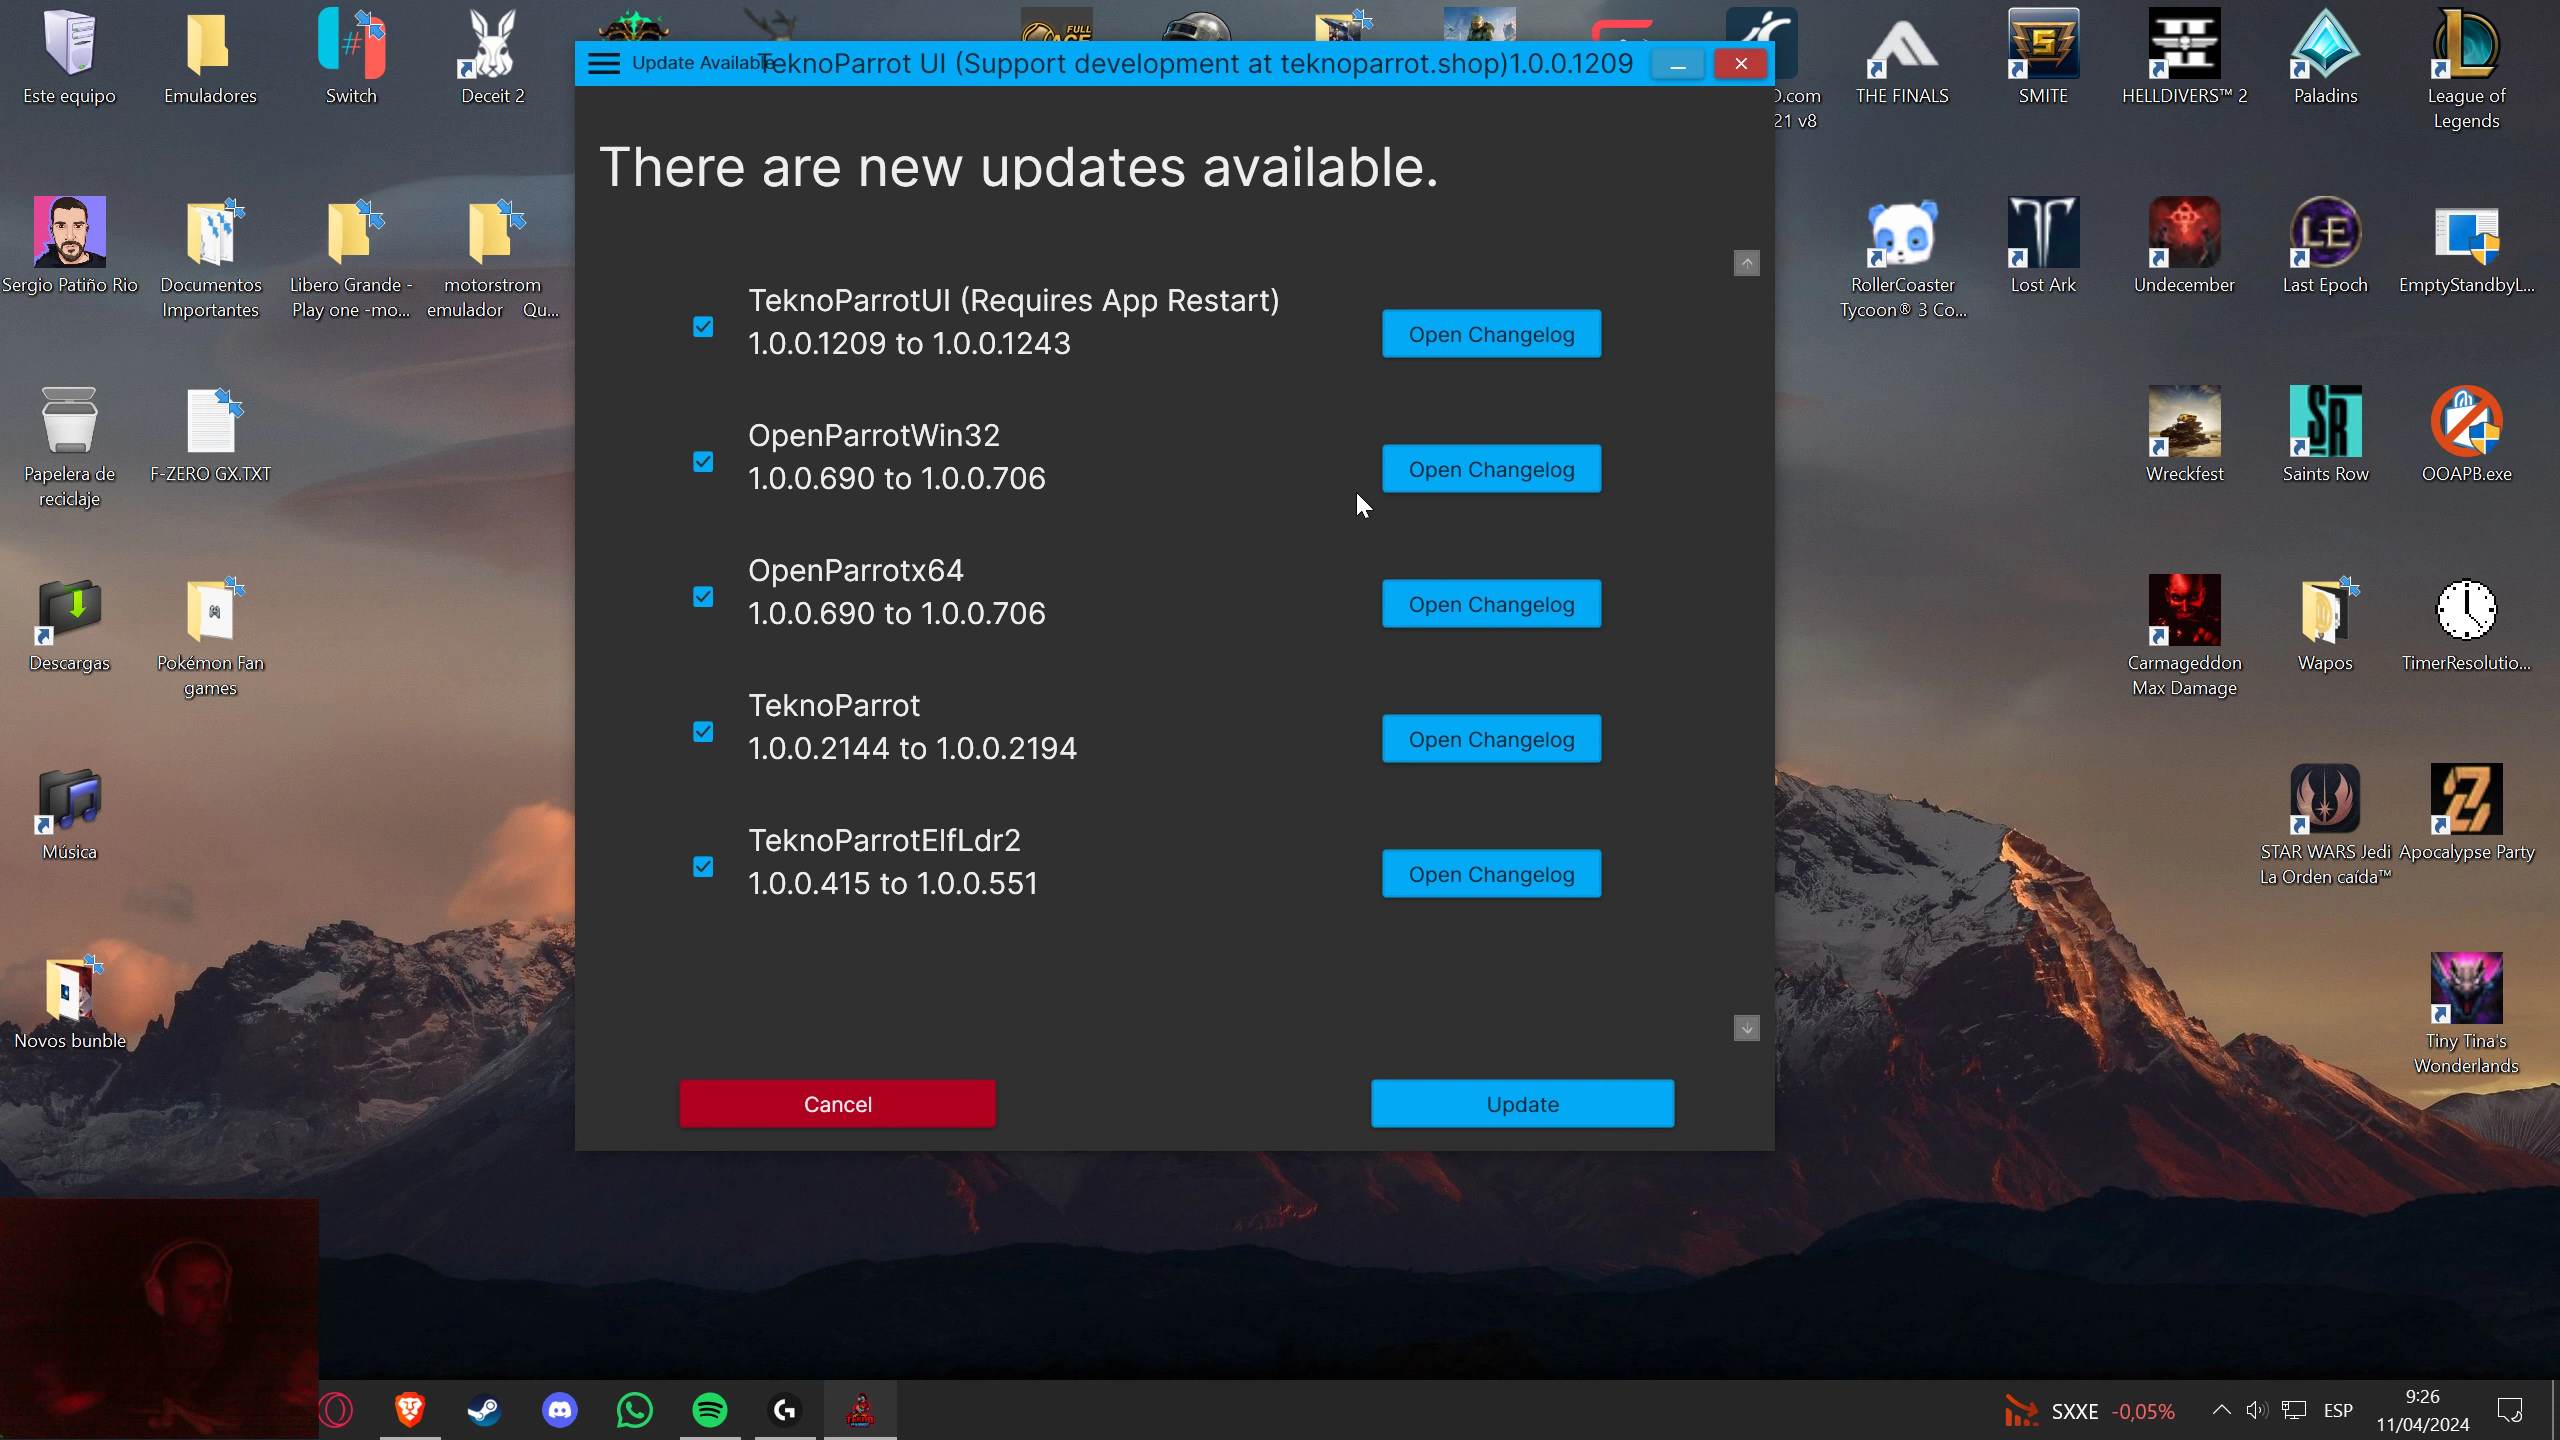 Este equipo
Emuladores
Switch
Deceit 2
FULL
Update Available
TeknoParrot UI (Support development at teknoparrot.shop)1.0.0.1209
THE FINALS
SMITE
HELLDIVERS™ 2
Paladins
League of
Legends
21 v8
There are new updates available.
Sergio Patiño Rio
Documentos
Importantes
Libero Grande -
Play one -mo...
motorstrom
emulador Qu...
RollerCoaster
Tycoon® 3 Co...
Lost Ark
Undecember
LE
Last Epoch
EmptyStandbyL...
TeknoParrotUI (Requires App Restart)
1.0.0.1209 to 1.0.0.1243
Open Changelog
OpenParrotWin32
1.0.0.690 to 1.0.0.706
Open Changelog
OpenParrotx64
1.0.0.690 to 1.0.0.706
Open Changelog
TeknoParrot
1.0.0.2144 to 1.0.0.2194
Open Changelog
TeknoParrotElfLdr2
1.0.0.415 to 1.0.0.551
Open Changelog
Cancel
Update
Papelera de
reciclaje
F-ZERO GX.TXT
SR
Wreckfest
Saints Row
OOAPB.exe
Descargas
Pokémon Fan
games
Carmageddon
Max Damage
Wapos
TimerResolutio...
Música
STAR WARS Jedi
La Orden caída™
Apocalypse Party
Novos bunble
Tiny Tina's
Wonderlands
SXXE -0,05%
ESP
9:26
11/04/2024